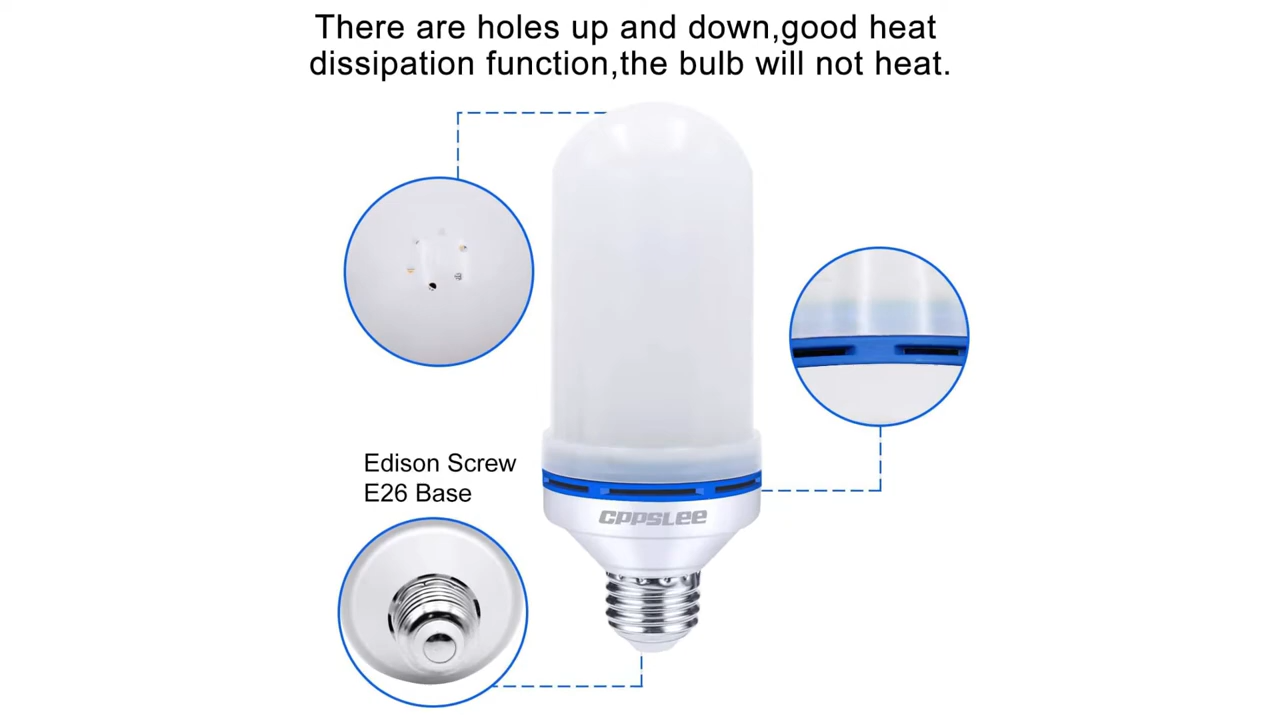 There are holes up and down,good heat
dissipation function,the bulb will not heat.
Edison Screw
E26 Base
CPPSLEE